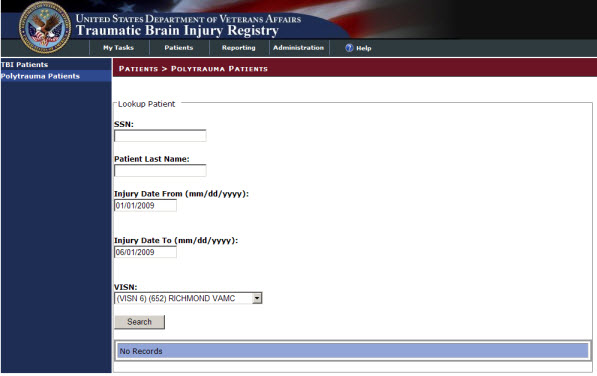 United States Department of Veterans Affairs
Traumatic Brain Injury Registry
My Tasks Patients Reporting Administration ? Help
TBI Patients
Polytrauma Patients
Patients > Polytrauma Patients
Lookup Patient
SSN:
Patient Last Name:
Injury Date From (mm/dd/yyyy):
01/01/2009
Injury Date To (mm/dd/yyyy):
06/01/2009
VISN:
(VISN 6) (652) RICHMOND VAMC
Search
No Records